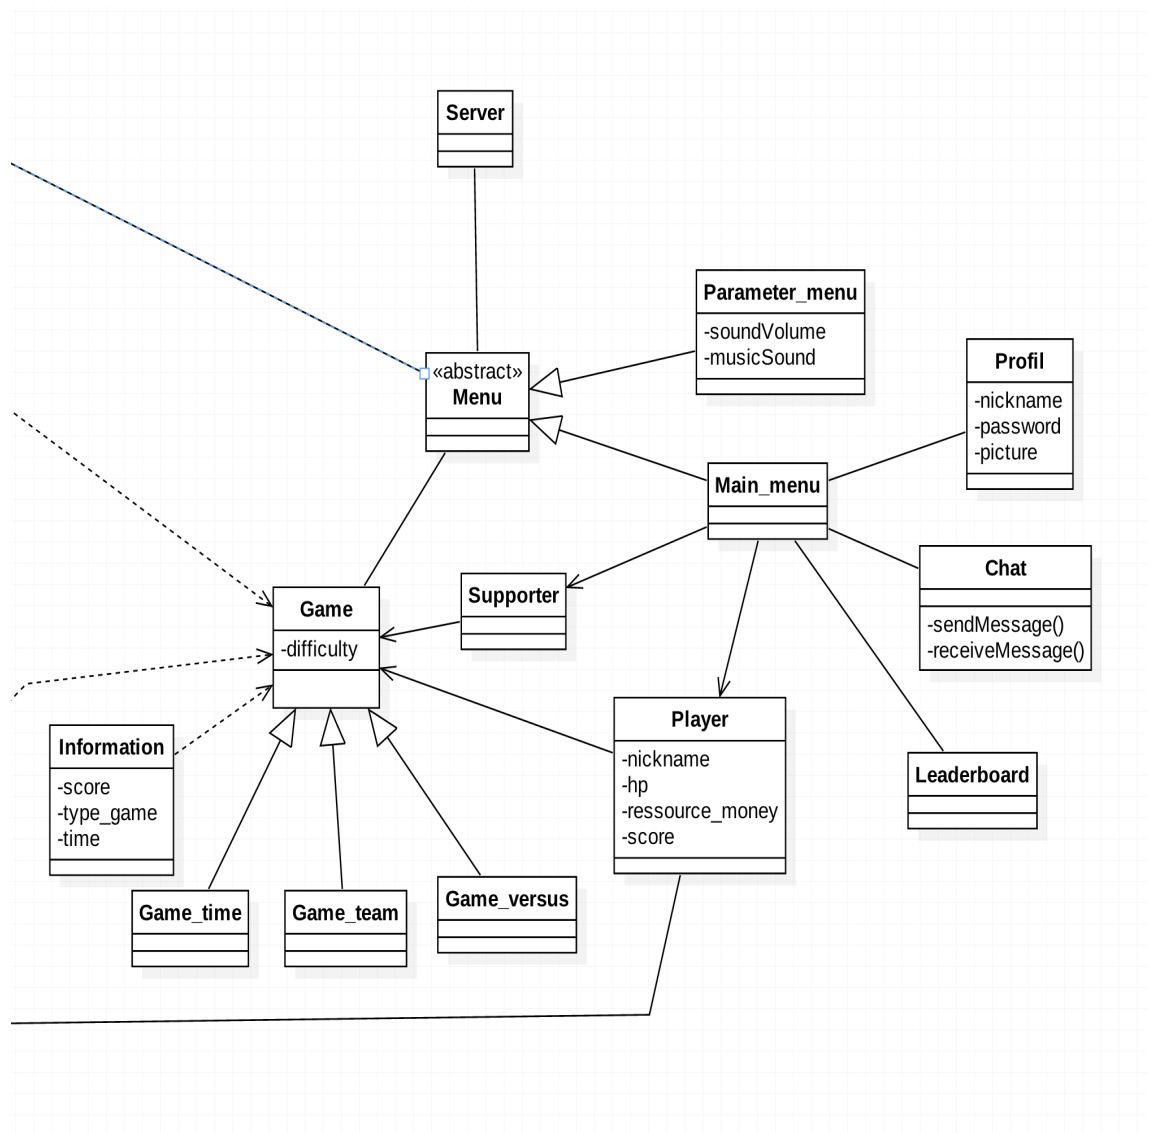 Server
Parameter_menu
-soundVolume
-musicSound
«abstract»
Menu
Profil
-nickname
-password
-picture
Main_menu
Chat
-sendMessage()
-receiveMessage()
Supporter
Game
-difficulty
Player
-nickname
-hp
-ressource_money
-score
Information
-score
-type_game
-time
Leaderboard
Game_time
Game_team
Game_versus